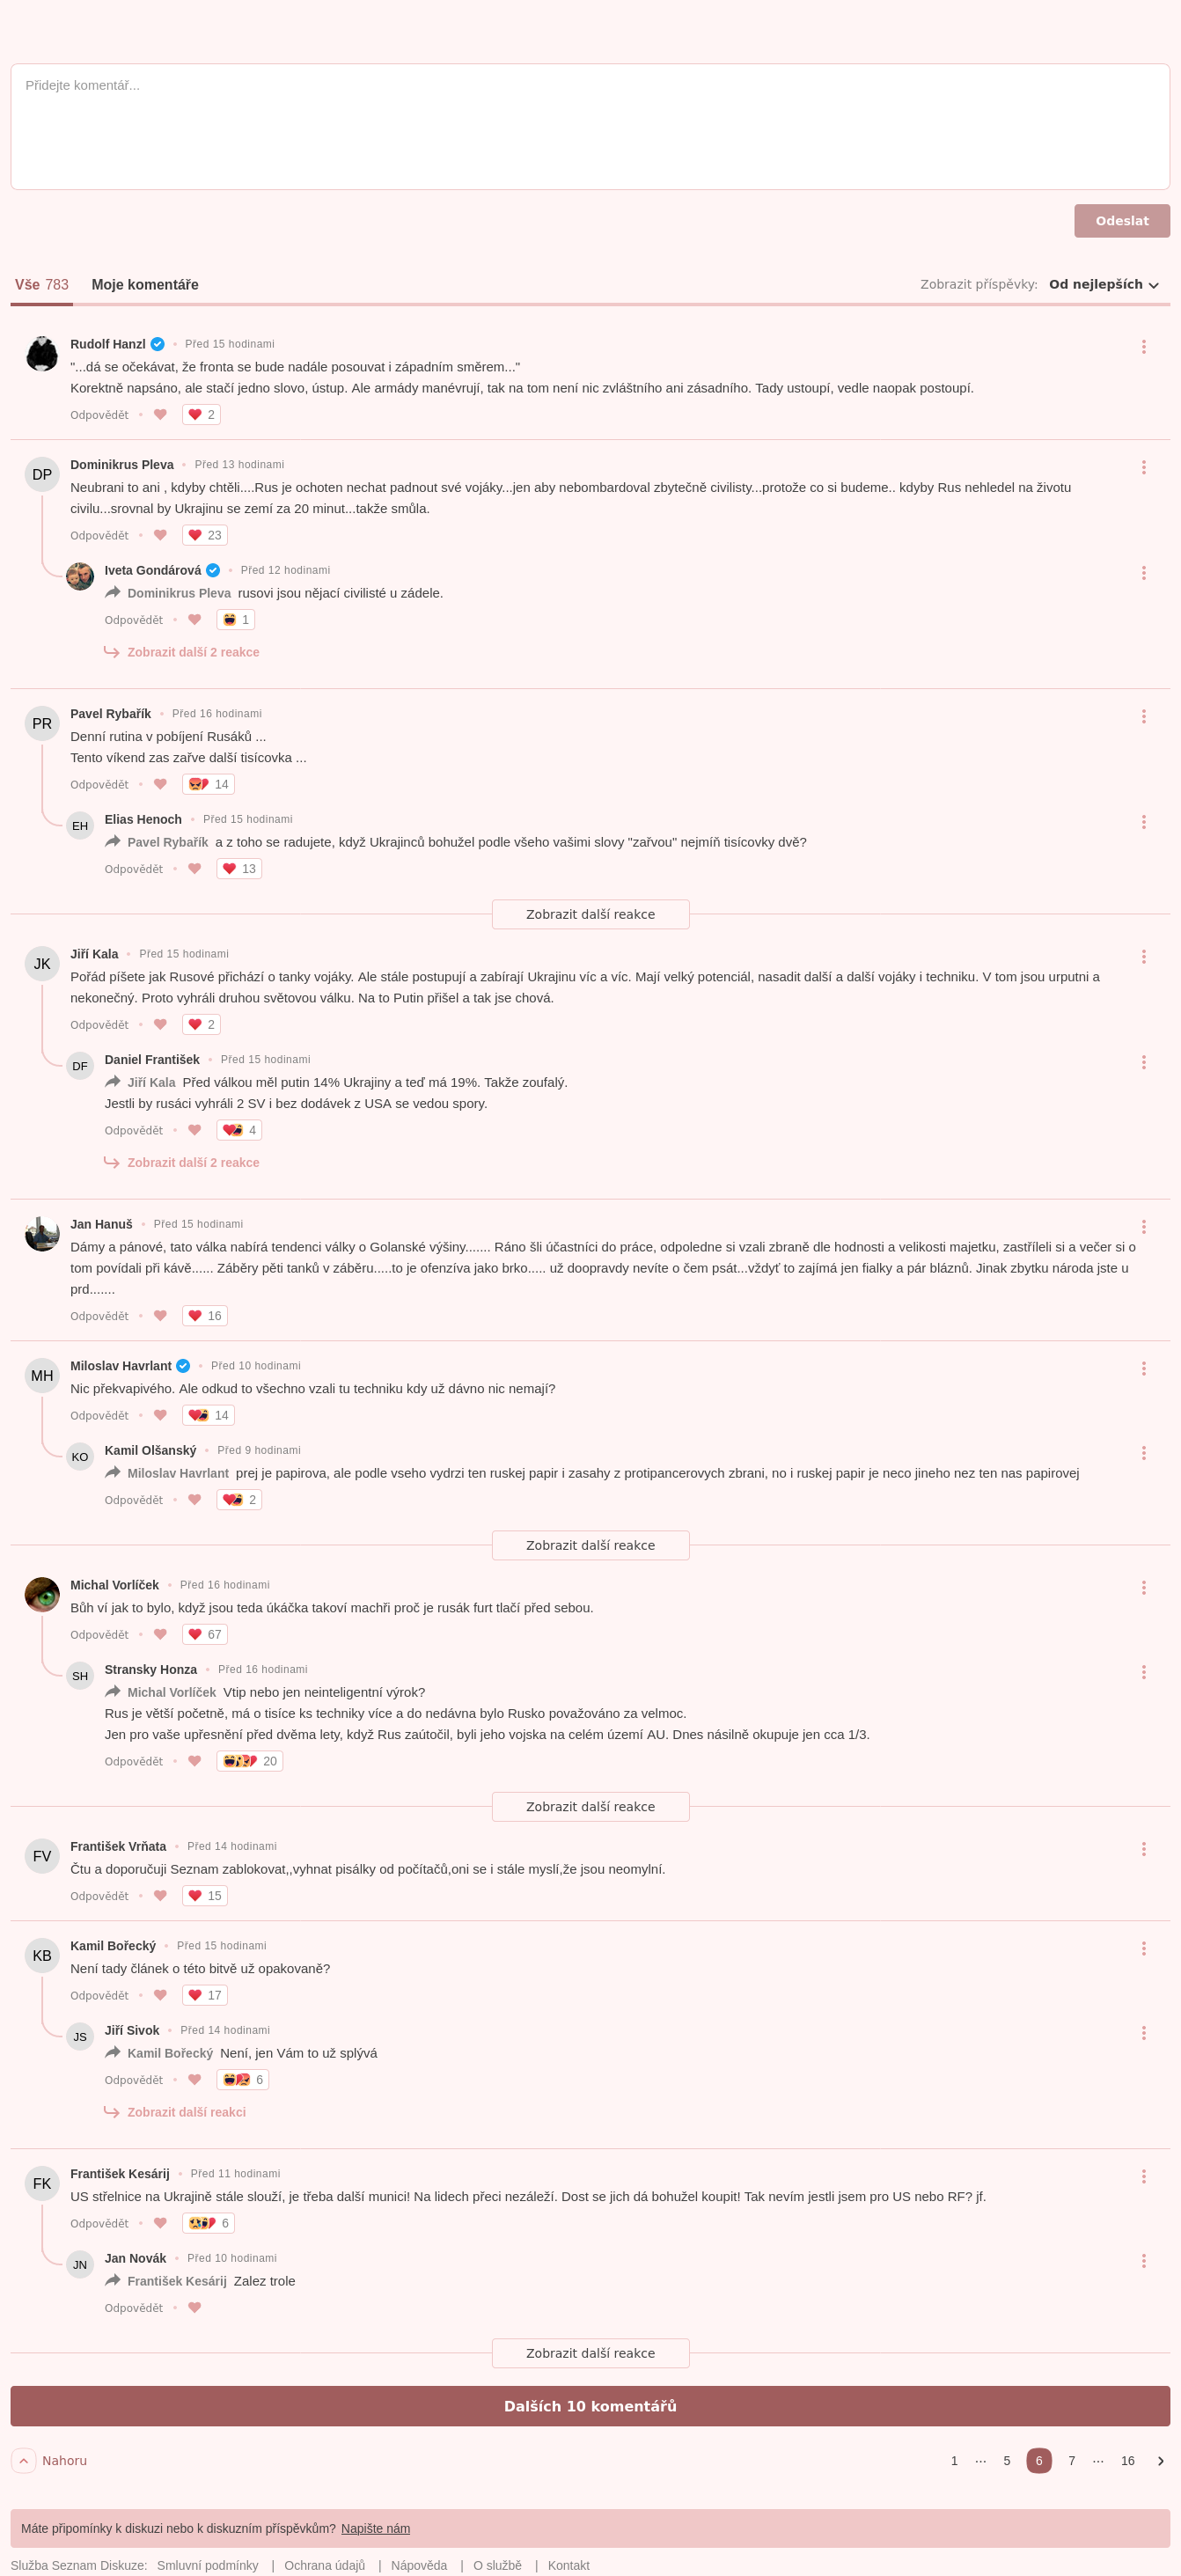 Přidejte komentář...
Odeslat
Vše 783 Moje komentáře Zobrazit příspěvky: Od nejlepších
Rudolf Hanzl • Před 15 hodinami
"...dá se očekávat, že fronta se bude nadále posouvat i západním směrem..."
Korektně napsáno, ale stačí jedno slovo, ústup. Ale armády manévrují, tak na tom není nic zvláštního ani zásadního. Tady ustoupí, vedle naopak postoupí.
Odpovědět • 2
DP Dominikrus Pleva • Před 13 hodinami
Neubrani to ani , kdyby chtěli....Rus je ochoten nechat padnout své vojáky...jen aby nebombardoval zbytečně civilisty...protože co si budeme.. kdyby Rus nehledel na životu
civilu...srovnal by Ukrajinu se zemí za 20 minut...takže smůla.
Odpovědět • 23
Iveta Gondárová • Před 12 hodinami
Dominikrus Pleva rusovi jsou nějací civilisté u zádele.
Odpovědět • 1
Zobrazit další 2 reakce
PR Pavel Rybařík • Před 16 hodinami
Denní rutina v pobíjení Rusáků ...
Tento víkend zas zařve další tisícovka ...
Odpovědět • 14
EH Elias Henoch • Před 15 hodinami
Pavel Rybařík a z toho se radujete, když Ukrajinců bohužel podle všeho vašimi slovy "zařvou" nejmíň tisícovky dvě?
Odpovědět • 13
Zobrazit další reakce
JK Jiří Kala • Před 15 hodinami
Pořád píšete jak Rusové přichází o tanky vojáky. Ale stále postupují a zabírají Ukrajinu víc a víc. Mají velký potenciál, nasadit další a další vojáky i techniku. V tom jsou urputni a
nekonečný. Proto vyhráli druhou světovou válku. Na to Putin přišel a tak jse chová.
Odpovědět • 2
DF Daniel František • Před 15 hodinami
Jiří Kala Před válkou měl putin 14% Ukrajiny a teď má 19%. Takže zoufalý.
Jestli by rusáci vyhráli 2 SV i bez dodávek z USA se vedou spory.
Odpovědět • 4
Zobrazit další 2 reakce
Jan Hanuš • Před 15 hodinami
Dámy a pánové, tato válka nabírá tendenci války o Golanské výšiny....... Ráno šli účastníci do práce, odpoledne si vzali zbraně dle hodnosti a velikosti majetku, zastříleli si a večer si o
tom povídali při kávě...... Záběry pěti tanků v záběru.....to je ofenzíva jako brko..... už doopravdy nevíte o čem psát...vždyť to zajímá jen fialky a pár bláznů. Jinak zbytku národa jste u
prd.......
Odpovědět • 16
MH Miloslav Havrlant • Před 10 hodinami
Nic překvapivého. Ale odkud to všechno vzali tu techniku kdy už dávno nic nemají?
Odpovědět • 14
KO Kamil Olšanský • Před 9 hodinami
Miloslav Havrlant prej je papirova, ale podle vseho vydrzi ten ruskej papir i zasahy z protipancerovych zbrani, no i ruskej papir je neco jineho nez ten nas papirovej
Odpovědět • 2
Zobrazit další reakce
Michal Vorlíček • Před 16 hodinami
Bůh ví jak to bylo, když jsou teda úkáčka takoví machři proč je rusák furt tlačí před sebou.
Odpovědět • 67
SH Stransky Honza • Před 16 hodinami
Michal Vorlíček Vtip nebo jen neinteligentní výrok?
Rus je větší početně, má o tisíce ks techniky více a do nedávna bylo Rusko považováno za velmoc.
Jen pro vaše upřesnění před dvěma lety, když Rus zaútočil, byli jeho vojska na celém území AU. Dnes násilně okupuje jen cca 1/3.
Odpovědět • 20
Zobrazit další reakce
FV František Vrňata • Před 14 hodinami
Čtu a doporučuji Seznam zablokovat,,vyhnat pisálky od počítačů,oni se i stále myslí,že jsou neomylní.
Odpovědět • 15
KB Kamil Bořecký • Před 15 hodinami
Není tady článek o této bitvě už opakovaně?
Odpovědět • 17
JS Jiří Sivok • Před 14 hodinami
Kamil Bořecký Není, jen Vám to už splývá
Odpovědět • 6
Zobrazit další reakci
FK František Kesárij • Před 11 hodinami
US střelnice na Ukrajině stále slouží, je třeba další munici! Na lidech přeci nezáleží. Dost se jich dá bohužel koupit! Tak nevím jestli jsem pro US nebo RF? jf.
Odpovědět • 6
JN Jan Novák • Před 10 hodinami
František Kesárij Zalez trole
Odpovědět •
Zobrazit další reakce
Dalších 10 komentářů
Nahoru 1 ··· 5 6 7 ··· 16
Máte připomínky k diskuzi nebo k diskuzním příspěvkům? Napište nám
Služba Seznam Diskuze: Smluvní podmínky | Ochrana údajů | Nápověda | O službě | Kontakt